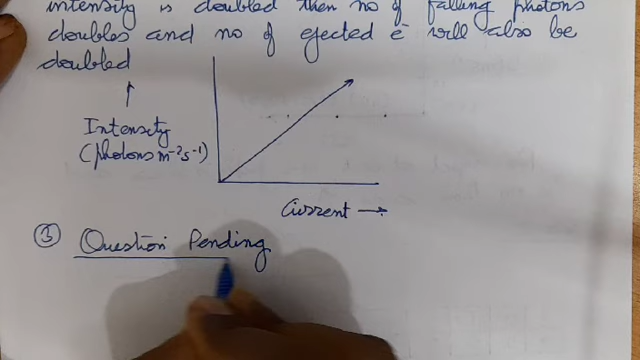 intensity is doubled then no of falling photons
doubles and no of ejected e⁻ will also be
doubled
Intensity
(photons m⁻²s⁻¹)
Current →
③ Question Pending